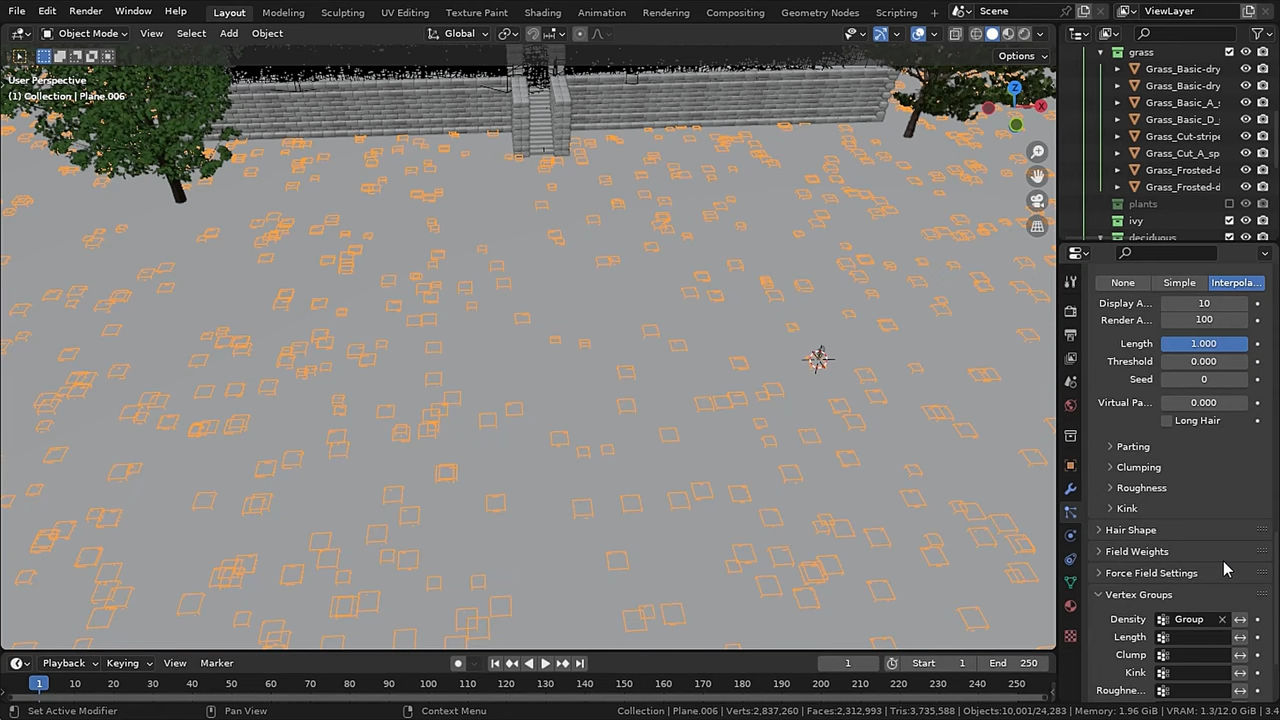 File Edit Render Window Help Layout Modeling Sculpting UV Editing Texture Paint Shading Animation Rendering Compositing Geometry Nodes Scripting + Scene ViewLayer
Object Mode View Select Add Object Global
Options
User Perspective
(1) Collection | Plane.006
Z
X
grass
Grass_Basic-dry
Grass_Basic-dry
Grass_Basic_A_
Grass_Basic_D_
Grass_Cut-strip
Grass_Cut_A_sp
Grass_Frosted-d
Grass_Frosted-d
plants
ivy
deciduous
None Simple Interpola...
Display A... 10
Render A... 100
Length 1.000
Threshold 0.000
Seed 0
Virtual Pa... 0.000
Long Hair
Parting
Clumping
Roughness
Kink
Hair Shape
Field Weights
Force Field Settings
Vertex Groups
Density Group
Length
Clump
Kink
Roughne...
Playback Keying View Marker 1 Start 1 End 250
1 10 20 30 40 50 60 70 80 90 100 110 120 130 140 150 160 170 180 190 200 210 220 230 240 250
Set Active Modifier Pan View Context Menu Collection | Plane.006 | Verts:2,837,260 | Faces:2,312,993 | Tris:3,735,588 | Objects:10,001/24,283 | Memory: 1.96 GiB | VRAM: 1.3/12.0 GiB | 3.4